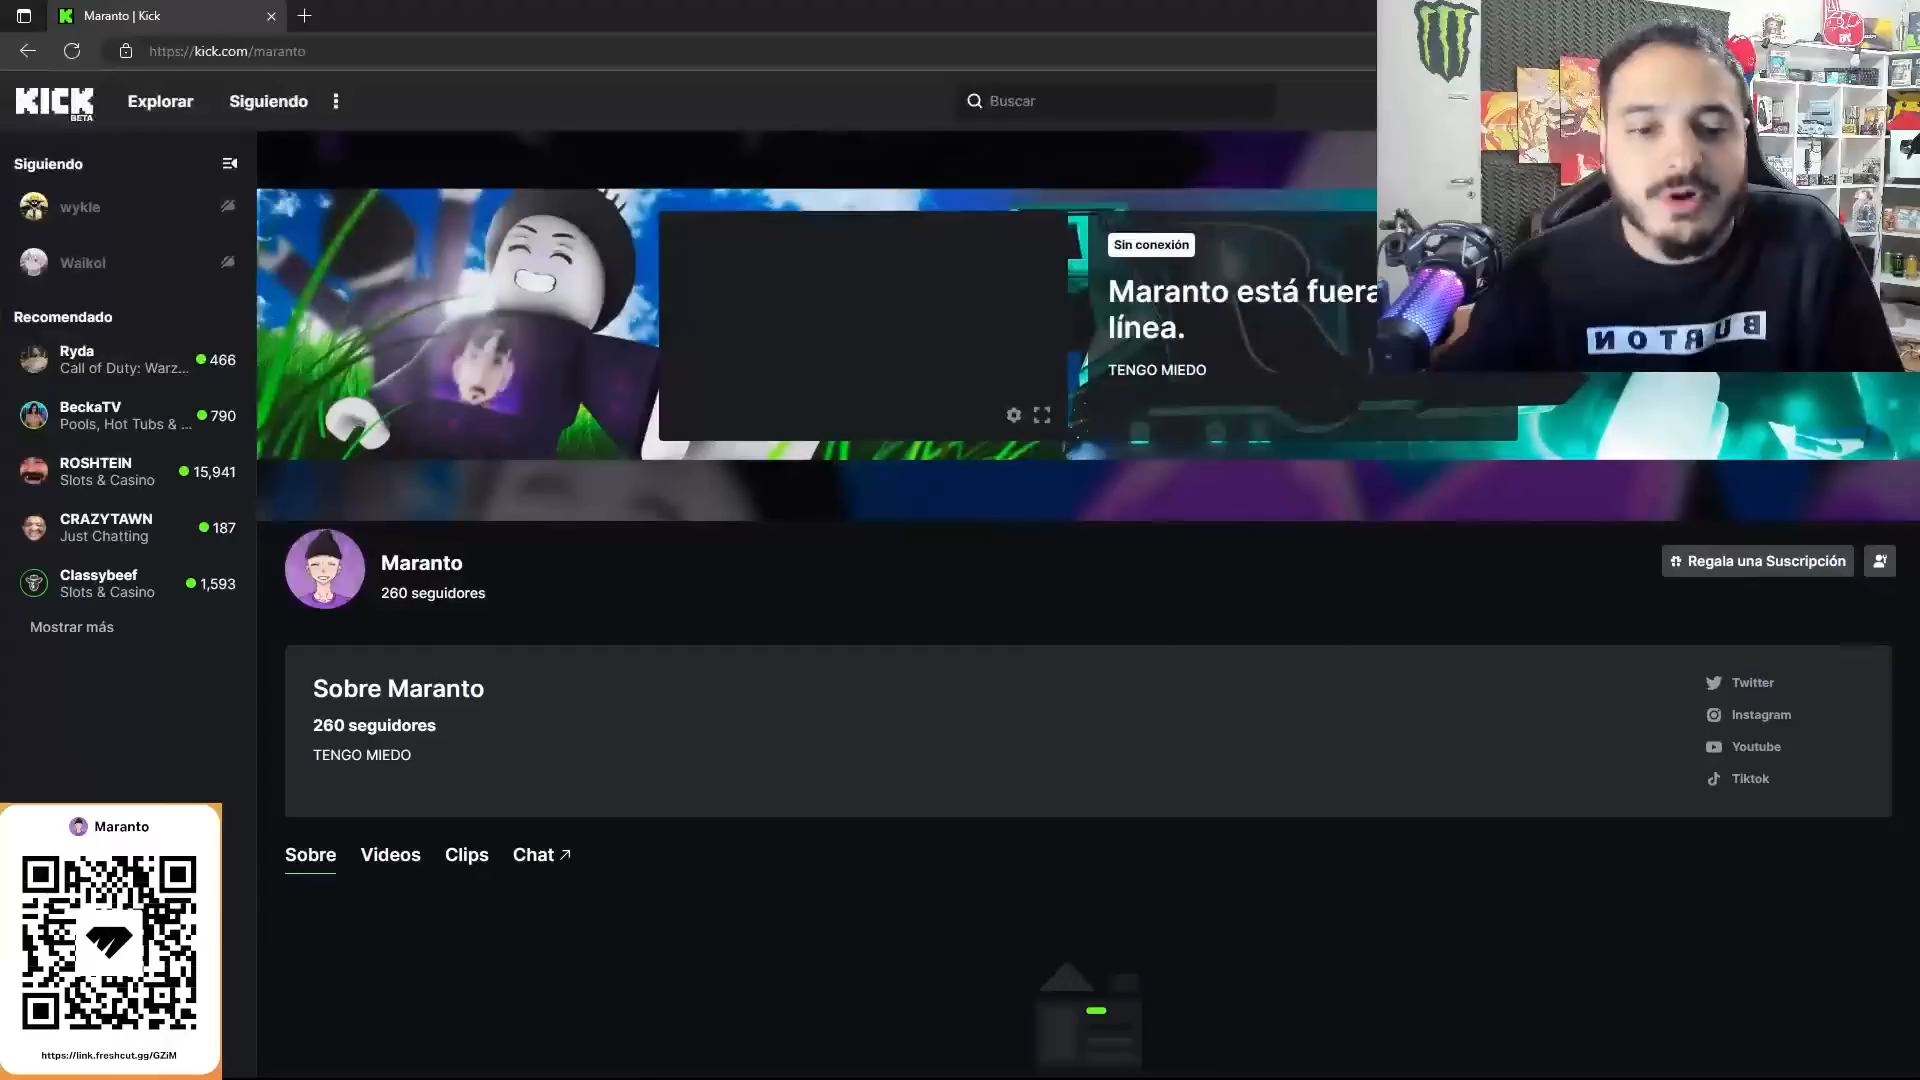 Maranto | Kick
https://kick.com/maranto
KICK
BETA
Explorar
Siguiendo
Buscar
Siguiendo
wykle
Waikol
Recomendado
Ryda
Call of Duty: Warz...
466
BeckaTV
Pools, Hot Tubs & ...
790
ROSHTEIN
Slots & Casino
15,941
CRAZYTAWN
Just Chatting
187
Classybeef
Slots & Casino
1,593
Mostrar más
Sin conexión
Maranto está fuera
línea.
TENGO MIEDO
BURTON
Maranto
260 seguidores
Regala una Suscripción
Sobre Maranto
260 seguidores
TENGO MIEDO
Twitter
Instagram
Youtube
Tiktok
Sobre
Videos
Clips
Chat
Maranto
https://link.freshcut.gg/GZiM